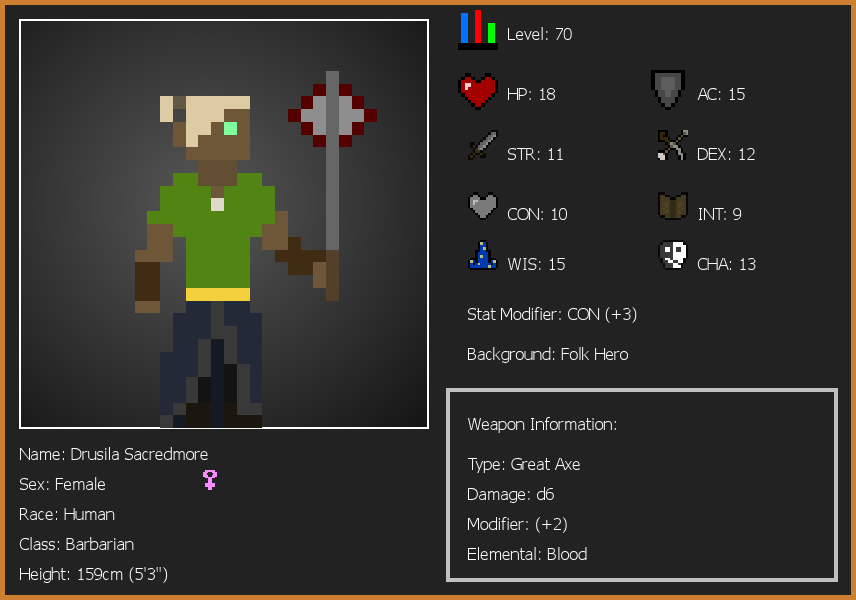 Level: 70
HP: 18
AC: 15
STR: 11
DEX: 12
CON: 10
INT: 9
WIS: 15
CHA: 13
Stat Modifier: CON (+3)
Background: Folk Hero
Weapon Information:
Type: Great Axe
Damage: d6
Modifier: (+2)
Elemental: Blood
Name: Drusila Sacredmore
Sex: Female
Race: Human
Class: Barbarian
Height: 159cm (5'3")